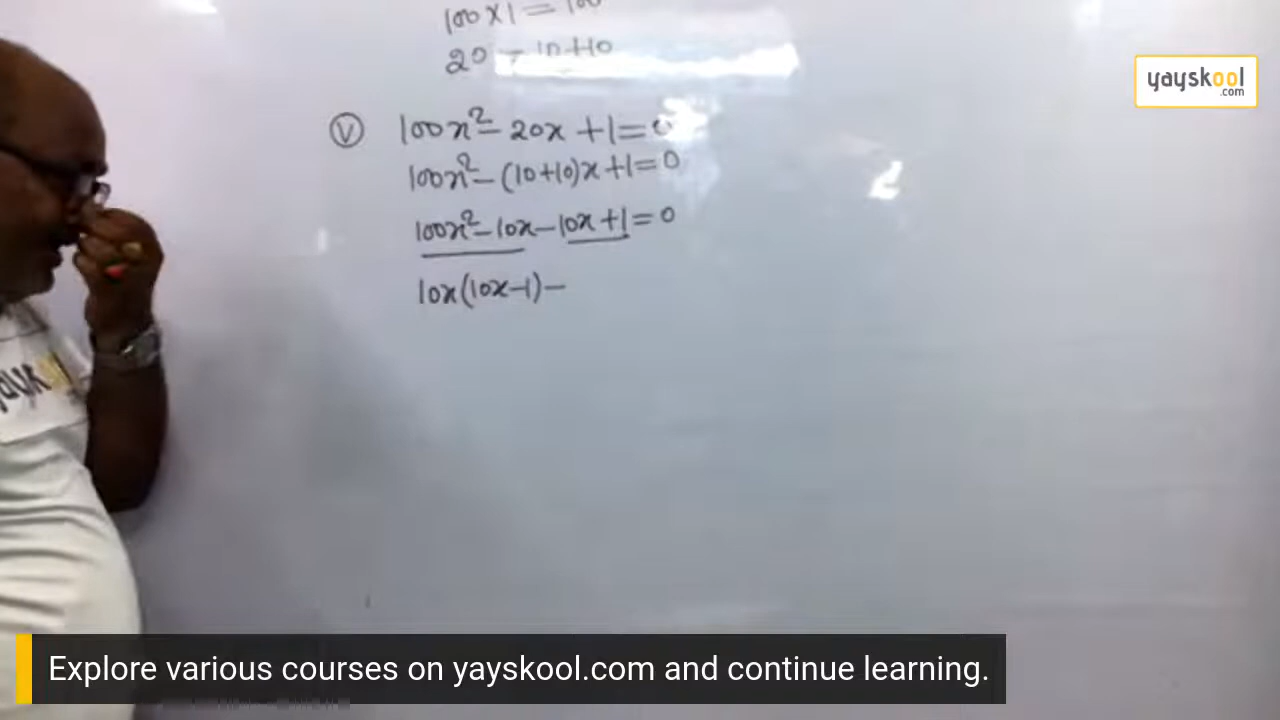 100 x 1 = 100
20 = 10+10
yayskool
.com
(V) 100x² - 20x + 1 = 0
100x² - (10+10)x + 1 = 0
100x² - 10x - 10x + 1 = 0
10x(10x-1) -
Explore various courses on yayskool.com and continue learning.